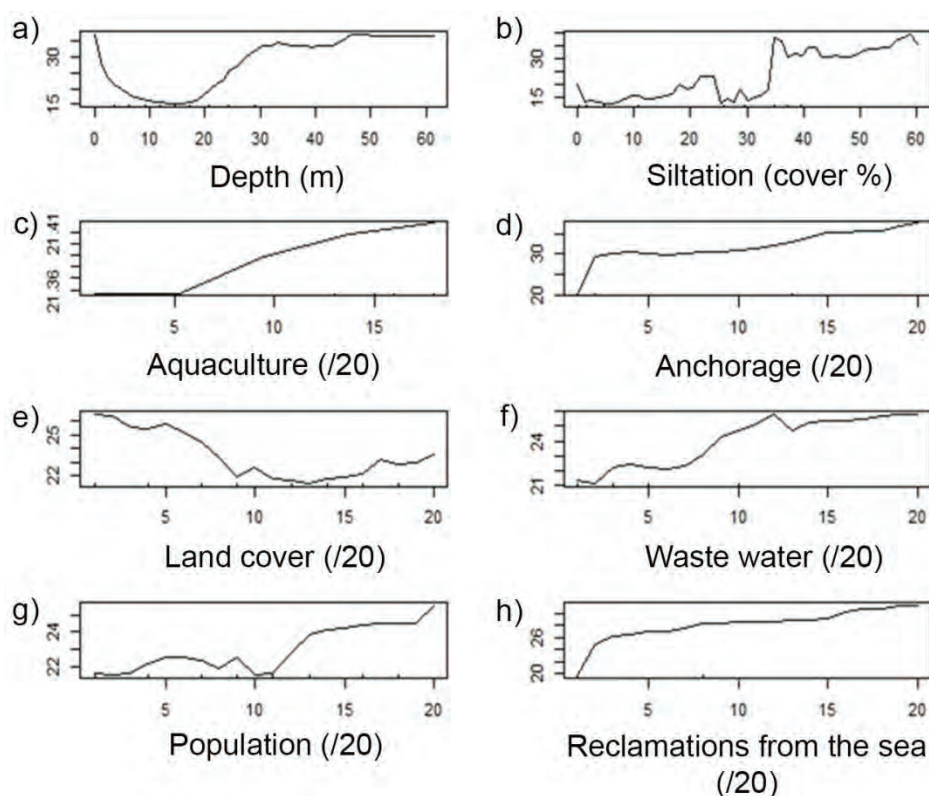 a)
30
15
0 10 20 30 40 50 60
Depth (m)
b)
30
15
0 10 20 30 40 50 60
Siltation (cover %)
c)
21.41
21.36
5 10 15
Aquaculture (/20)
d)
30
20
5 10 15 20
Anchorage (/20)
e)
25
22
5 10 15 20
Land cover (/20)
f)
24
21
5 10 15 20
Waste water (/20)
g)
24
22
5 10 15 20
Population (/20)
h)
26
20
5 10 15 20
Reclamations from the sea
(/20)